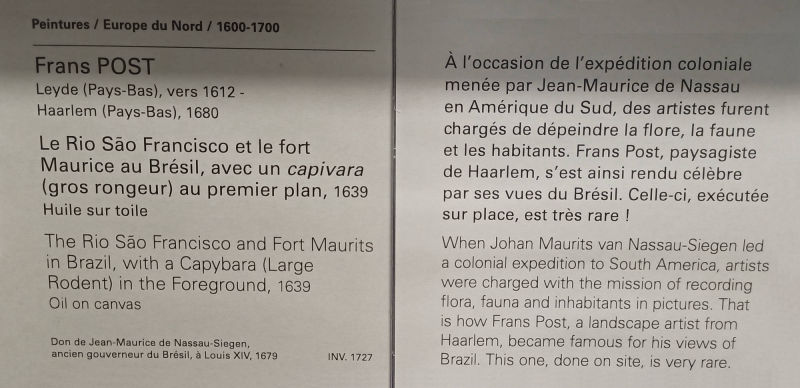 Peintures / Europe du Nord / 1600-1700
Frans POST
Leyde (Pays-Bas), vers 1612 -
Haarlem (Pays-Bas), 1680
Le Rio São Francisco et le fort
Maurice au Brésil, avec un capivara
(gros rongeur) au premier plan, 1639
Huile sur toile
The Rio São Francisco and Fort Maurits
in Brazil, with a Capybara (Large
Rodent) in the Foreground, 1639
Oil on canvas
Don de Jean-Maurice de Nassau-Siegen,
ancien gouverneur du Brésil, à Louis XIV, 1679
INV. 1727
À l'occasion de l'expédition coloniale
menée par Jean-Maurice de Nassau
en Amérique du Sud, des artistes furent
chargés de dépeindre la flore, la faune
et les habitants. Frans Post, paysagiste
de Haarlem, s'est ainsi rendu célèbre
par ses vues du Brésil. Celle-ci, exécutée
sur place, est très rare !
When Johan Maurits van Nassau-Siegen led
a colonial expedition to South America, artists
were charged with the mission of recording
flora, fauna and inhabitants in pictures. That
is how Frans Post, a landscape artist from
Haarlem, became famous for his views of
Brazil. This one, done on site, is very rare.